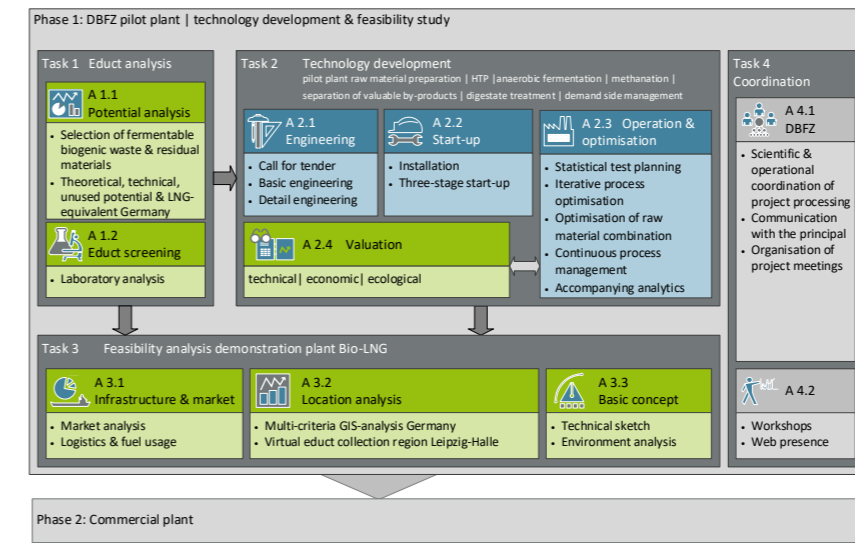 Phase 1: DBFZ pilot plant | technology development & feasibility study
Task 1 Educt analysis
A 1.1
Potential analysis
• Selection of fermentable
biogenic waste & residual
materials
• Theoretical, technical,
unused potential & LNG-
equivalent Germany
A 1.2
Educt screening
• Laboratory analysis
Task 2 Technology development
pilot plant raw material preparation | HTP |anaerobic fermentation | methanation |
separation of valuable by-products | digestate treatment | demand side management
A 2.1
Engineering
• Call for tender
• Basic engineering
• Detail engineering
A 2.2
Start-up
• Installation
• Three-stage start-up
A 2.3 Operation &
optimisation
• Statistical test planning
• Iterative process
optimisation
• Optimisation of raw
material combination
• Continuous process
management
• Accompanying analytics
A 2.4 Valuation
technical| economic| ecological
Task 3 Feasibility analysis demonstration plant Bio-LNG
A 3.1
Infrastructure & market
• Market analysis
• Logistics & fuel usage
A 3.2
Location analysis
• Multi-criteria GIS-analysis Germany
• Virtual educt collection region Leipzig-Halle
A 3.3
Basic concept
• Technical sketch
• Environment analysis
Task 4
Coordination
A 4.1
DBFZ
• Scientific &
operational
coordination of
project processing
• Communication
with the principal
• Organisation of
project meetings
A 4.2
• Workshops
• Web presence
Phase 2: Commercial plant